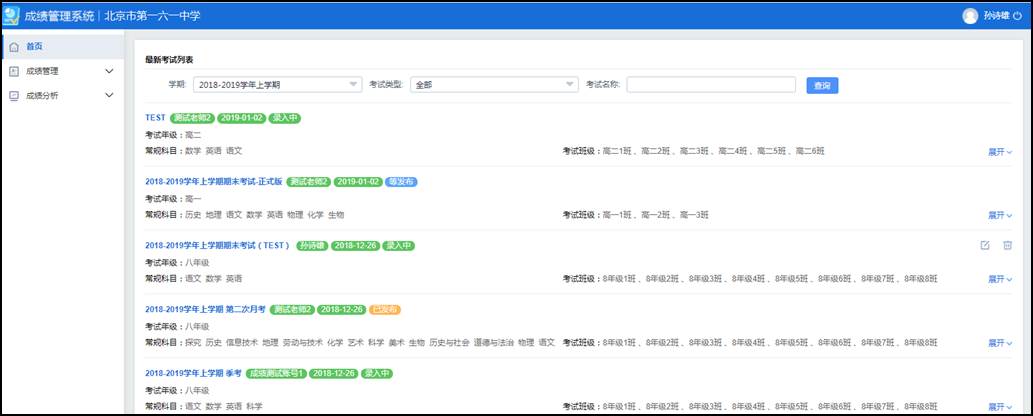 成绩管理系统 | 北京市第一六一中学 孙诗雄
首页
成绩管理
成绩分析
最新考试列表
学期: 2018-2019学年上学期 考试类型: 全部 考试名称: 查询
TEST 测试老师2 2019-01-02 录入中
考试年级：高二
常规科目：数学 英语 语文 考试班级：高二1班、高二2班、高二3班、高二4班、高二5班、高二6班 展开
2018-2019学年上学期期末考试-正式版 测试老师2 2019-01-02 等发布
考试年级：高一
常规科目：历史 地理 语文 数学 英语 物理 化学 生物 考试班级：高一1班、高一2班、高一3班 展开
2018-2019学年上学期期末考试（TEST） 孙诗雄 2018-12-26 录入中
考试年级：八年级
常规科目：语文 数学 英语 考试班级：8年级1班、8年级2班、8年级3班、8年级4班、8年级5班、8年级6班、8年级7班、8年级8班 展开
2018-2019学年上学期 第二次月考 测试老师2 2018-12-26 已发布
考试年级：八年级
常规科目：探究 历史 信息技术 地理 劳动与技术 化学 艺术 科学 美术 生物 历史与社会 道德与法治 物理 语文 考试班级：8年级1班、8年级2班、8年级3班、8年级4班、8年级5班、8年级6班、8年级7班、8年级8班 展开
2018-2019学年上学期 季考 成绩测试账号1 2018-12-26 录入中
考试年级：八年级
常规科目：语文 数学 英语 科学 考试班级：8年级1班、8年级2班、8年级3班、8年级4班、8年级5班、8年级6班、8年级7班、8年级8班 展开